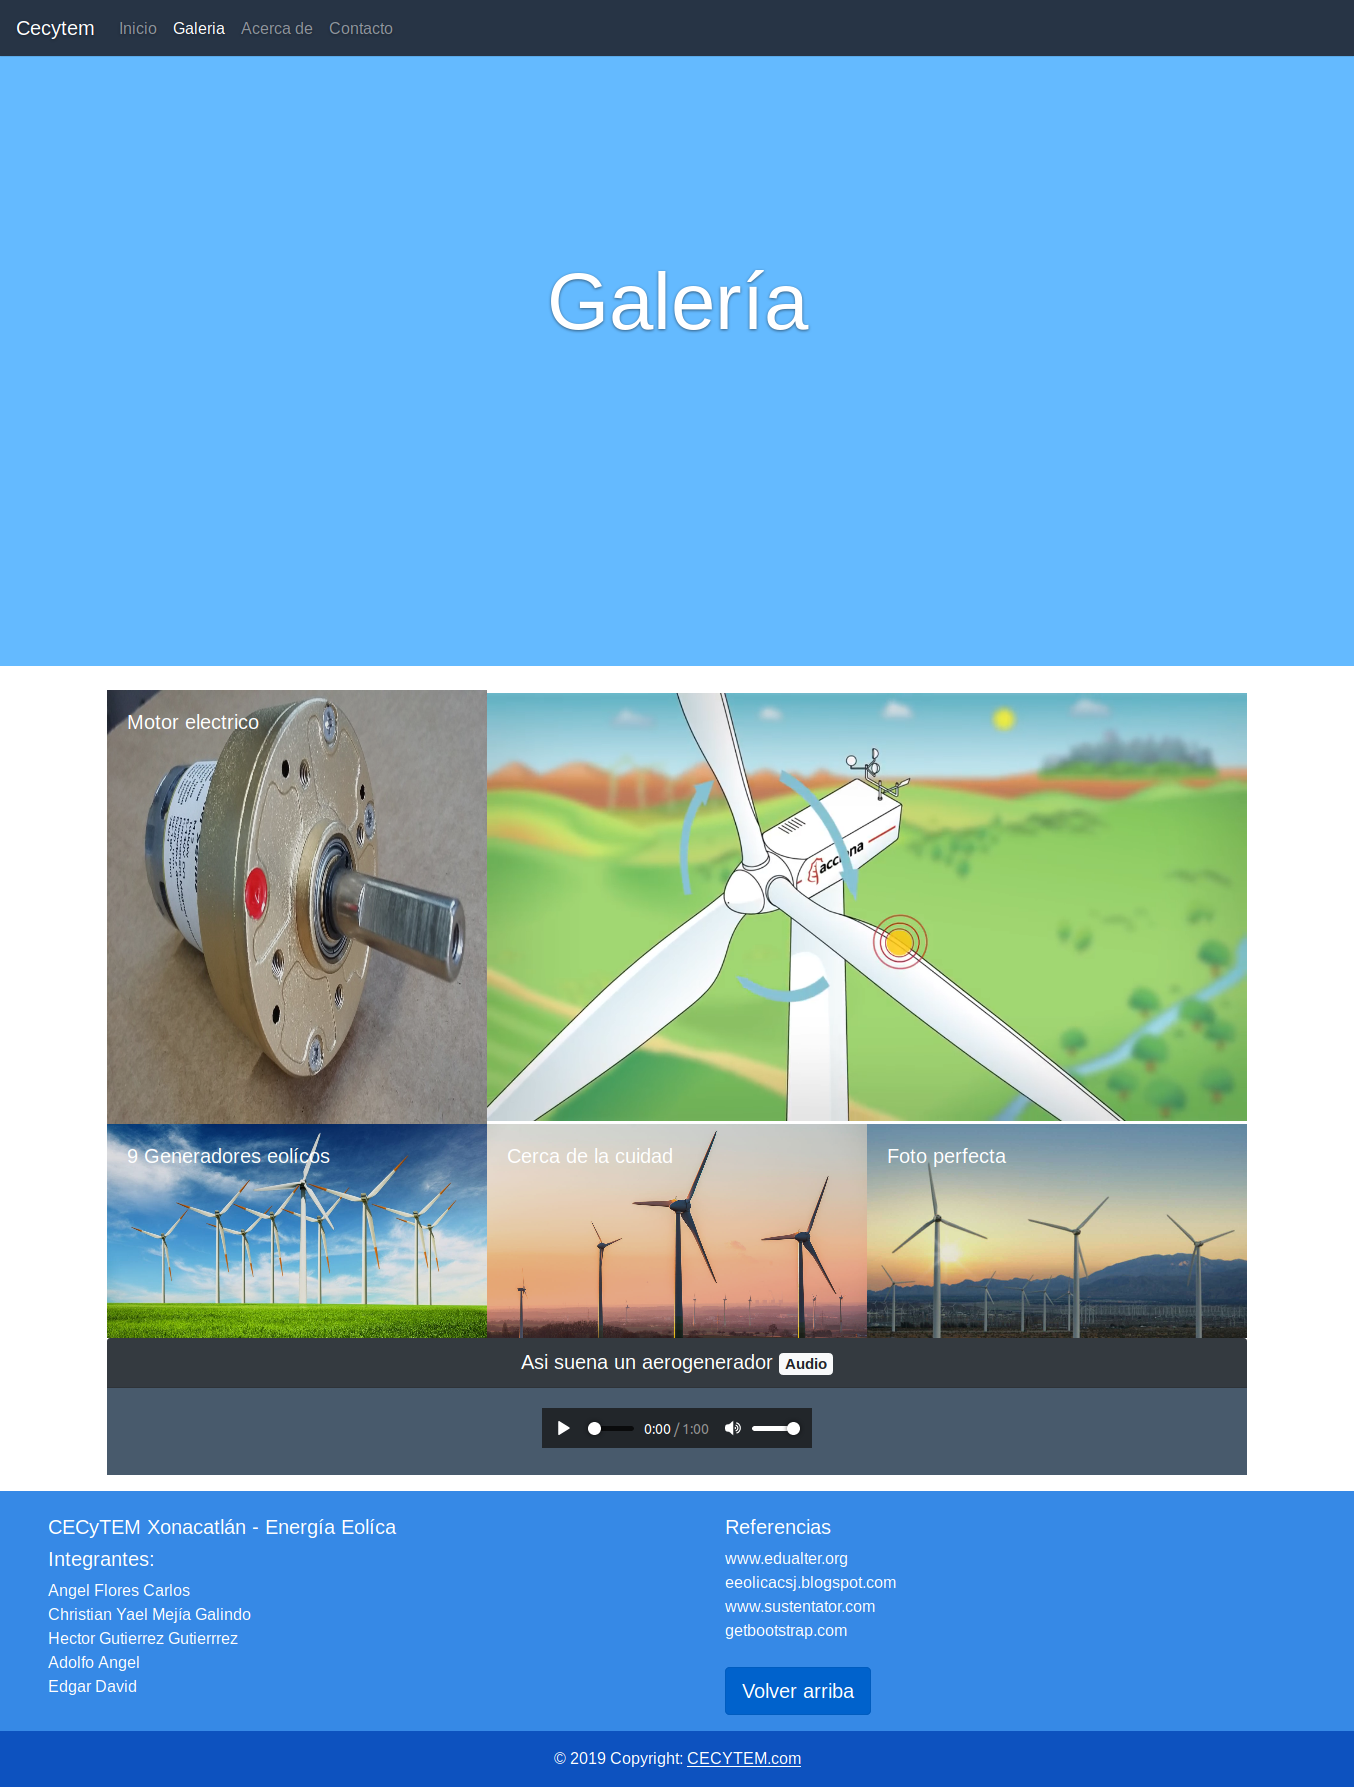 Cecytem Inicio Galeria Acerca de Contacto
Galería
Motor electrico
acciona
9 Generadores eolícos
Cerca de la cuidad
Foto perfecta
Asi suena un aerogenerador Audio
0:00 / 1:00
CECyTEM Xonacatlán - Energía Eolíca
Integrantes:
Angel Flores Carlos
Christian Yael Mejía Galindo
Hector Gutierrez Gutierrrez
Adolfo Angel
Edgar David
Referencias
www.edualter.org
eeolicacsj.blogspot.com
www.sustentator.com
getbootstrap.com
Volver arriba
© 2019 Copyright: CECYTEM.com